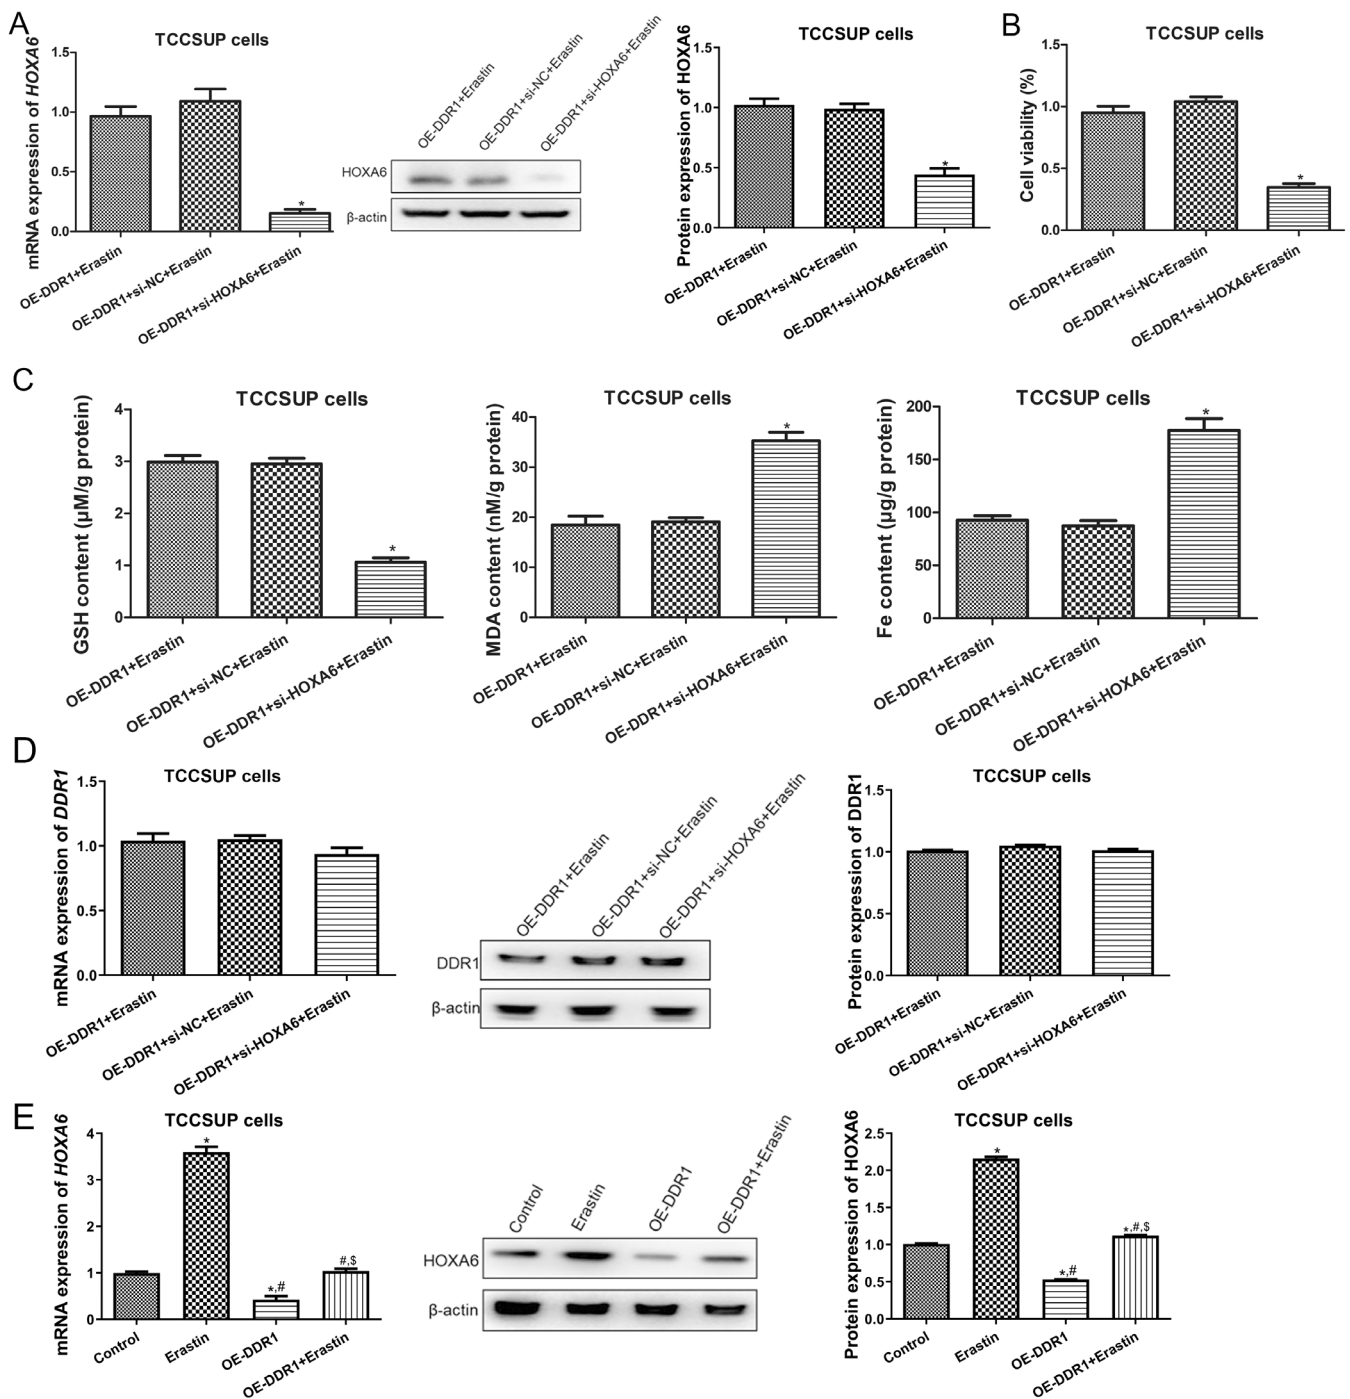 A
TCCSUP cells
mRNA expression of HOXA6
1.5
1.0
0.5
0.0
*
OE-DDR1+Erastin
OE-DDR1+si-NC+Erastin
OE-DDR1+si-HOXA6+Erastin
OE-DDR1+Erastin
OE-DDR1+si-NC+Erastin
OE-DDR1+si-HOXA6+Erastin
HOXA6
β-actin
TCCSUP cells
Protein expression of HOXA6
1.5
1.0
0.5
0.0
*
OE-DDR1+Erastin
OE-DDR1+si-NC+Erastin
OE-DDR1+si-HOXA6+Erastin
B
TCCSUP cells
Cell viability (%)
1.5
1.0
0.5
0.0
*
OE-DDR1+Erastin
OE-DDR1+si-NC+Erastin
OE-DDR1+si-HOXA6+Erastin
C
TCCSUP cells
GSH content (μM/g protein)
4
3
2
1
0
*
OE-DDR1+Erastin
OE-DDR1+si-NC+Erastin
OE-DDR1+si-HOXA6+Erastin
TCCSUP cells
MDA content (nM/g protein)
40
30
20
10
0
*
OE-DDR1+Erastin
OE-DDR1+si-NC+Erastin
OE-DDR1+si-HOXA6+Erastin
TCCSUP cells
Fe content (μg/g protein)
200
150
100
50
0
*
OE-DDR1+Erastin
OE-DDR1+si-NC+Erastin
OE-DDR1+si-HOXA6+Erastin
D
TCCSUP cells
mRNA expression of DDR1
1.5
1.0
0.5
0.0
OE-DDR1+Erastin
OE-DDR1+si-NC+Erastin
OE-DDR1+si-HOXA6+Erastin
OE-DDR1+Erastin
OE-DDR1+si-NC+Erastin
OE-DDR1+si-HOXA6+Erastin
DDR1
β-actin
TCCSUP cells
Protein expression of DDR1
1.5
1.0
0.5
0.0
OE-DDR1+Erastin
OE-DDR1+si-NC+Erastin
OE-DDR1+si-HOXA6+Erastin
E
TCCSUP cells
mRNA expression of HOXA6
4
3
2
1
0
*
*,#
#,$
Control
Erastin
OE-DDR1
OE-DDR1+Erastin
Control
Erastin
OE-DDR1
OE-DDR1+Erastin
HOXA6
β-actin
TCCSUP cells
Protein expression of HOXA6
2.5
2.0
1.5
1.0
0.5
0.0
*
*,#
*,#,$
Control
Erastin
OE-DDR1
OE-DDR1+Erastin